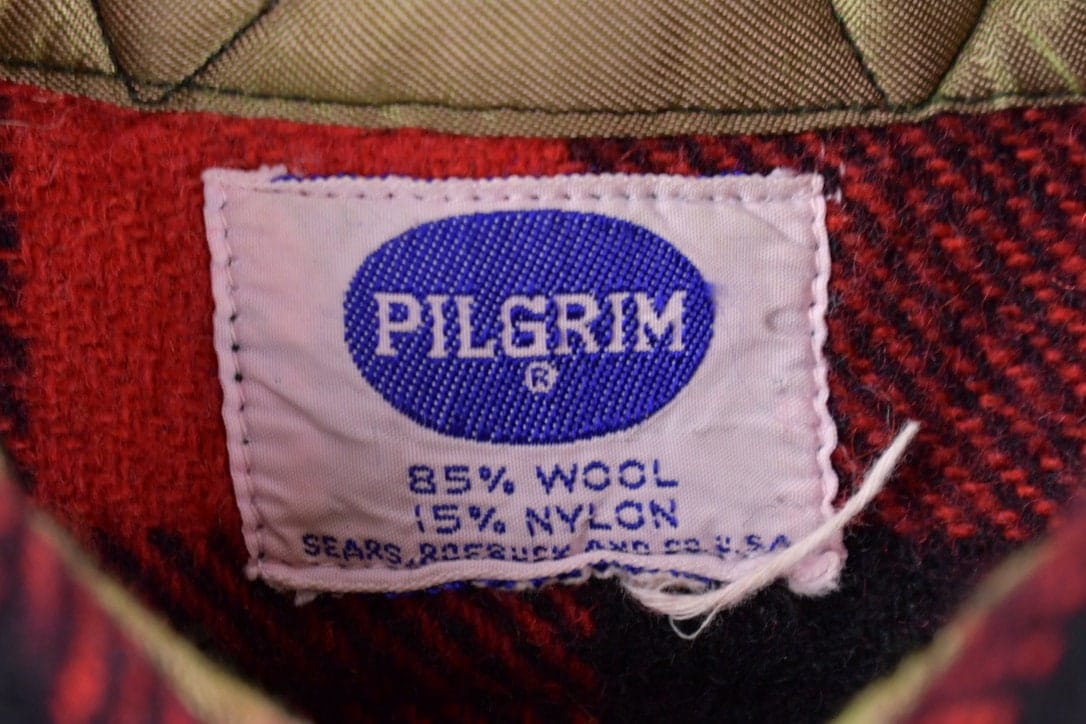 PILGRIM
®
85% WOOL
15% NYLON
SEARS, ROEBUCK AND CO. U.S.A.